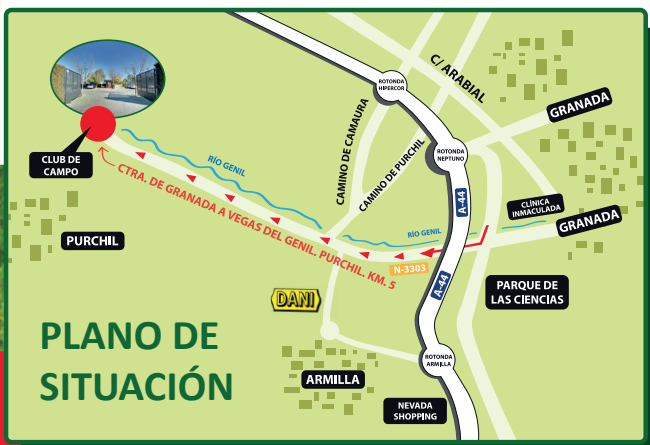 ROTONDA
HIPERCOR
C/ ARABIAL
GRANADA
CAMINO DE CAMAURA
CAMINO DE PURCHIL
ROTONDA
NEPTUNO
CLUB DE
CAMPO
RÍO GENIL
CTRA. DE GRANADA A VEGAS DEL GENIL. PURCHIL. KM. 5
A-44
CLÍNICA
INMACULADA
GRANADA
RÍO GENIL
PURCHIL
N-3303
A-44
PARQUE DE
LAS CIENCIAS
DANI
PLANO DE
SITUACIÓN
ROTONDA
ARMILLA
ARMILLA
NEVADA
SHOPPING